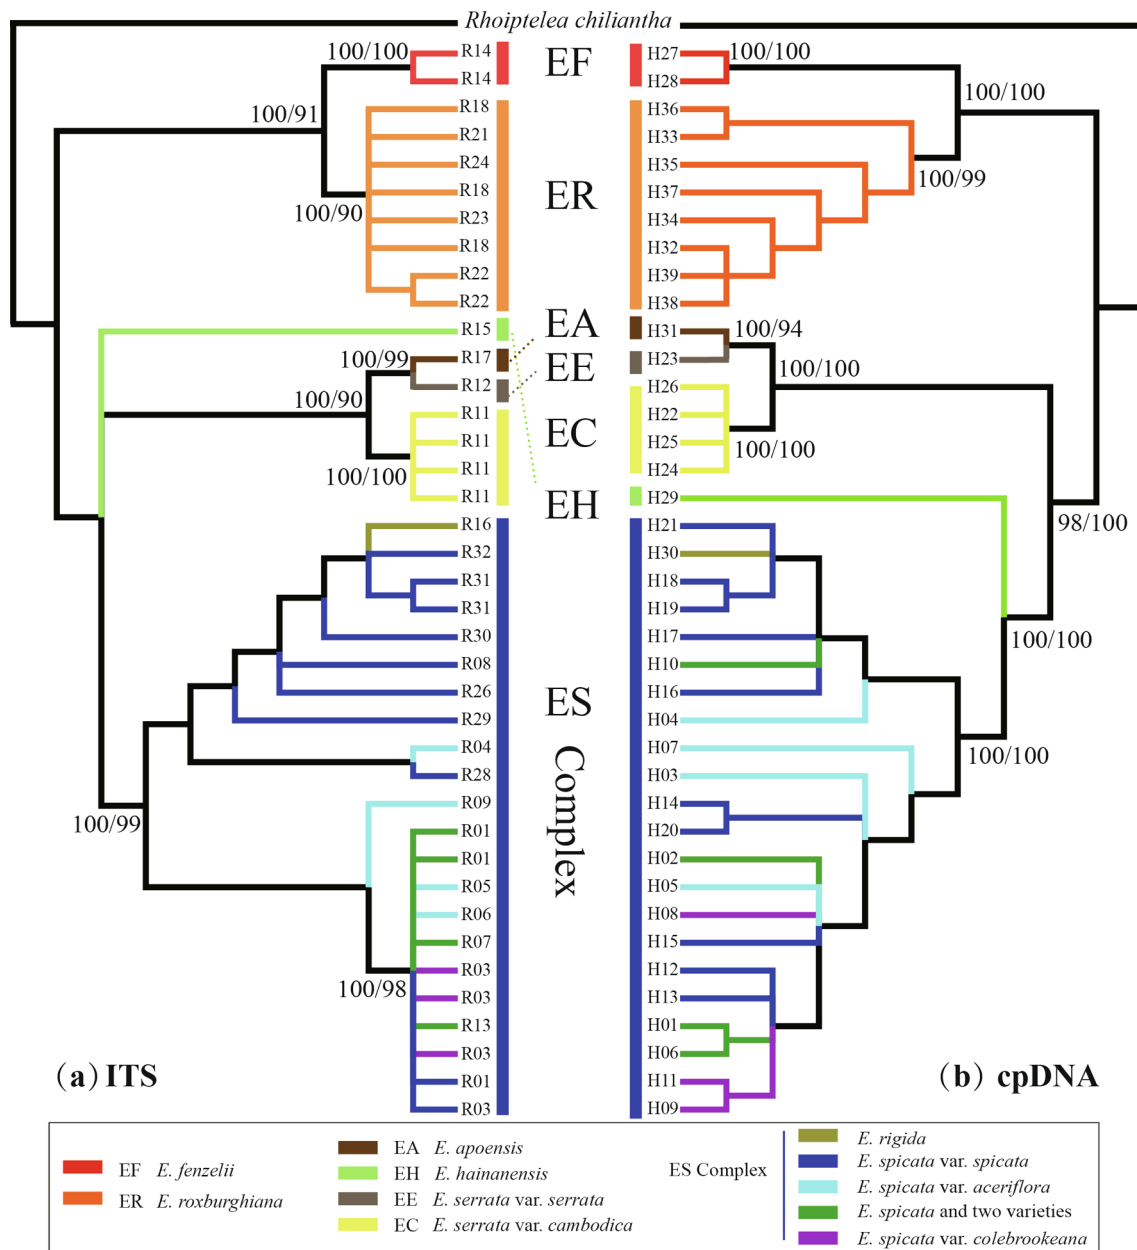 Rhoiptelea chiliantha
100/100 R14 EF H27 100/100
R14 H28
100/100
100/91 R18 H36
R21 H33
R24 H35
100/99
R18 ER H37
100/90 R23 H34
R18 H32
R22 H39
R22 H38
R15 EA H31 100/94
100/99 R17 H23
100/90 R12 EE H26 100/100
R11 H22
R11 EC H25
100/100 R11 H24 100/100
R11 EH H29
98/100
R16 H21
R32 H30
R31 H18
R31 H19
R30 H17 100/100
R08 H10
R26 ES H16
R29 H04
R04 H07 100/100
R28 Complex H03
100/99 R09 H14
R01 H20
R01 H02
R05 H05
R06 H08
R07 H15
100/98 R03 H12
R03 H13
R13 H01
R03 H06
R01 H11
R03 H09
(a) ITS (b) cpDNA
EF E. fenzelii
ER E. roxburghiana
EA E. apoensis
EH E. hainanensis
EE E. serrata var. serrata
EC E. serrata var. cambodica
ES Complex
E. rigida
E. spicata var. spicata
E. spicata var. aceriflora
E. spicata and two varieties
E. spicata var. colebrookeana